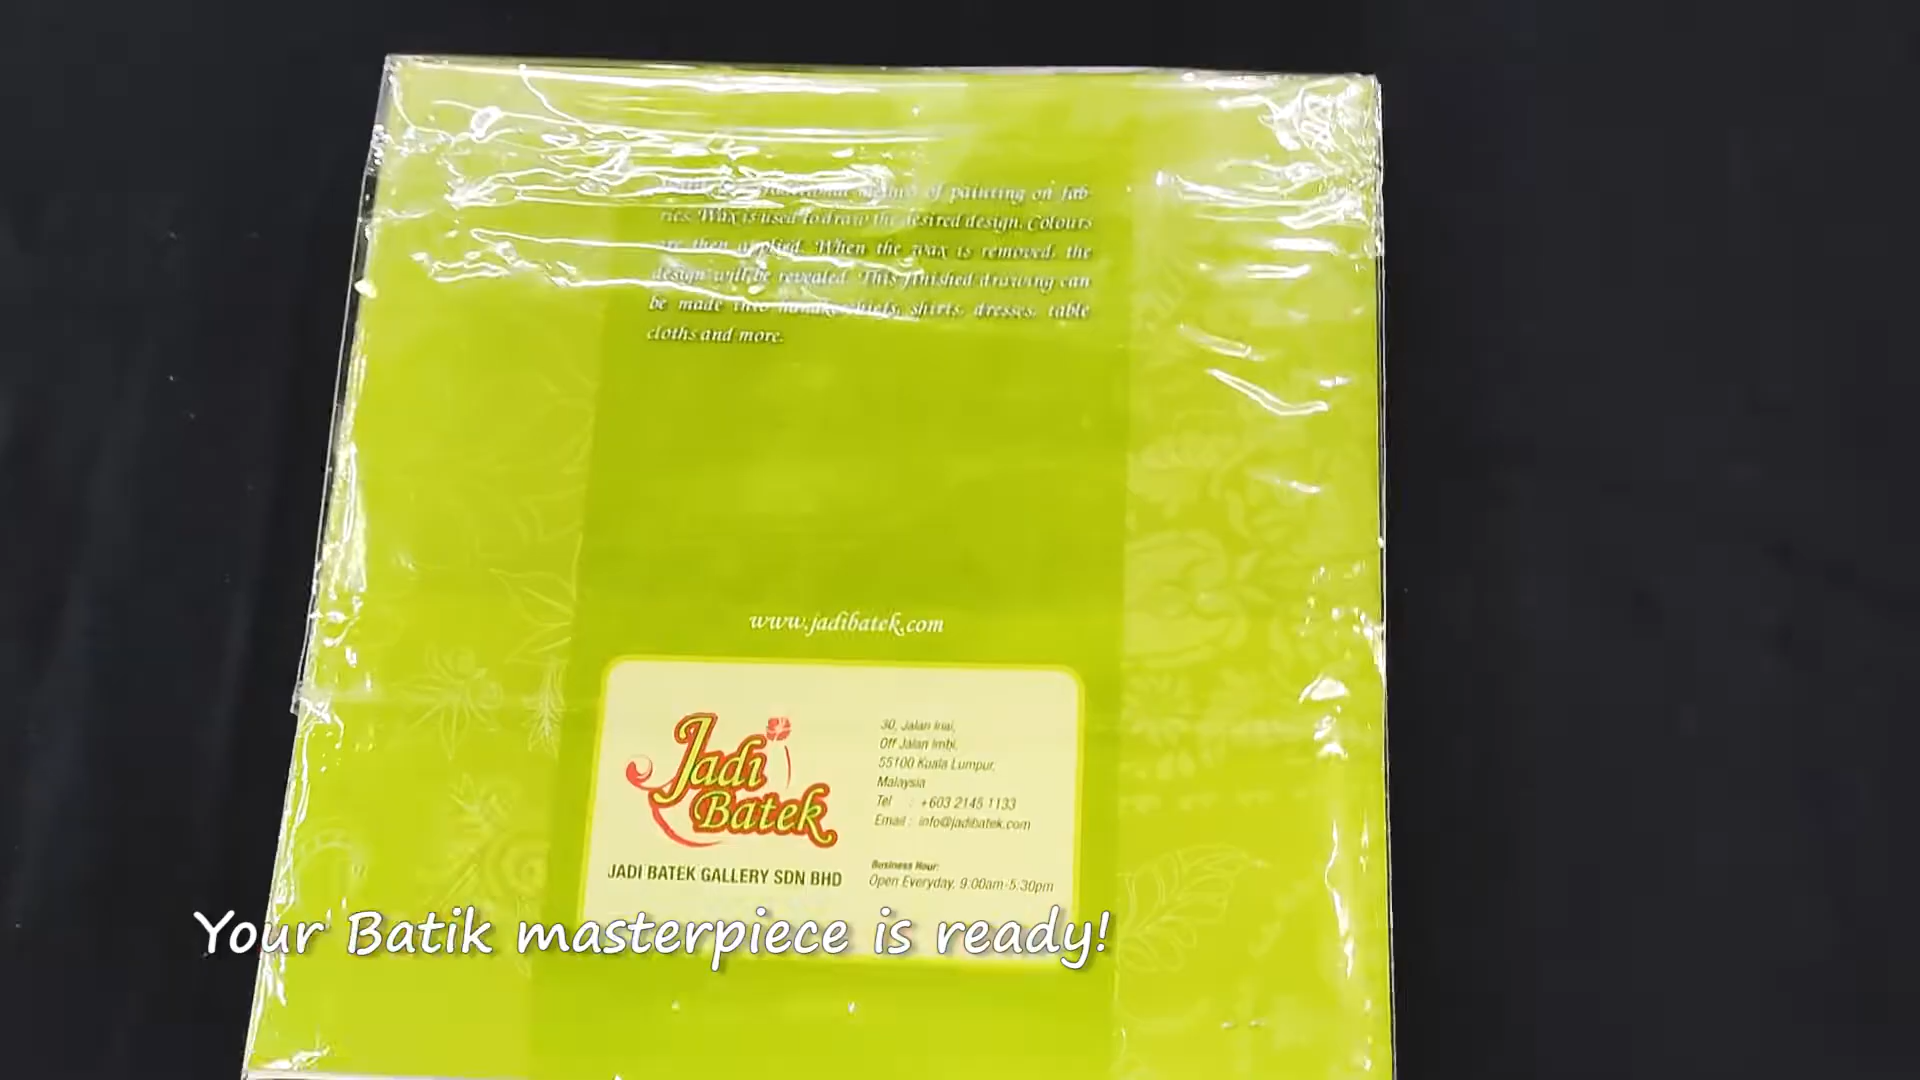 of painting on fab-
rics. Wax is used to draw the desired design. Colours
are then applied. When the wax is removed, the
design will be revealed. This finished drawing can
be made into handkerchiefs, shirts, dresses, table
cloths and more.
www.jadibatek.com
Jadi
Batek
JADI BATEK GALLERY SDN BHD
30, Jalan Inai,
Off Jalan Imbi,
55100 Kuala Lumpur,
Malaysia
Tel : +603 2145 1133
Email : info@jadibatek.com
Business Hour:
Open Everyday, 9:00am-5:30pm
Your Batik masterpiece is ready!